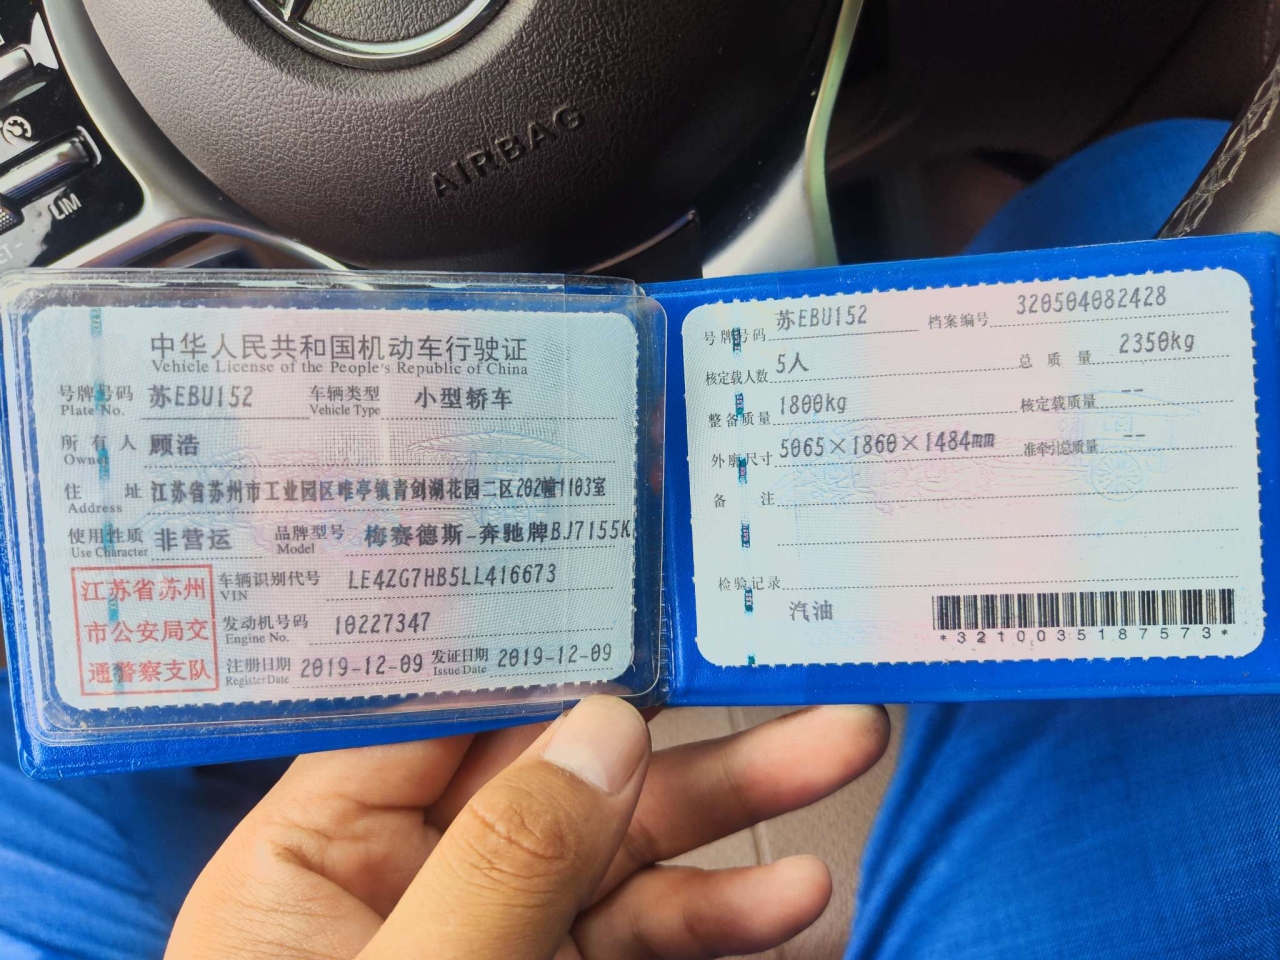 AIRBAG
LIM
中华人民共和国机动车行驶证
Vehicle License of the People's Republic of China
号牌号码 苏EBU152 车辆类型 小型轿车
Plate No. Vehicle Type
所有人 顾浩
Owner
住址 江苏省苏州市工业园区唯亭镇青剑湖花园二区202幢1103室
Address
使用性质 非营运 品牌型号 梅赛德斯-奔驰牌BJ7155K
Use Character Model
江苏省苏州
市公安局交
通警察支队
车辆识别代号 LE4ZG7HB5LL416673
VIN
发动机号码 10227347
Engine No.
注册日期 2019-12-09 发证日期 2019-12-09
Register Date Issue Date
号牌号码 苏EBU152 档案编号 320504082428
核定载人数 5人 总质量 2350kg
整备质量 1800kg 核定载质量 --
外廓尺寸 5065×1860×1484mm 准牵引总质量 --
备注
检验记录
汽油
*3210035187573*